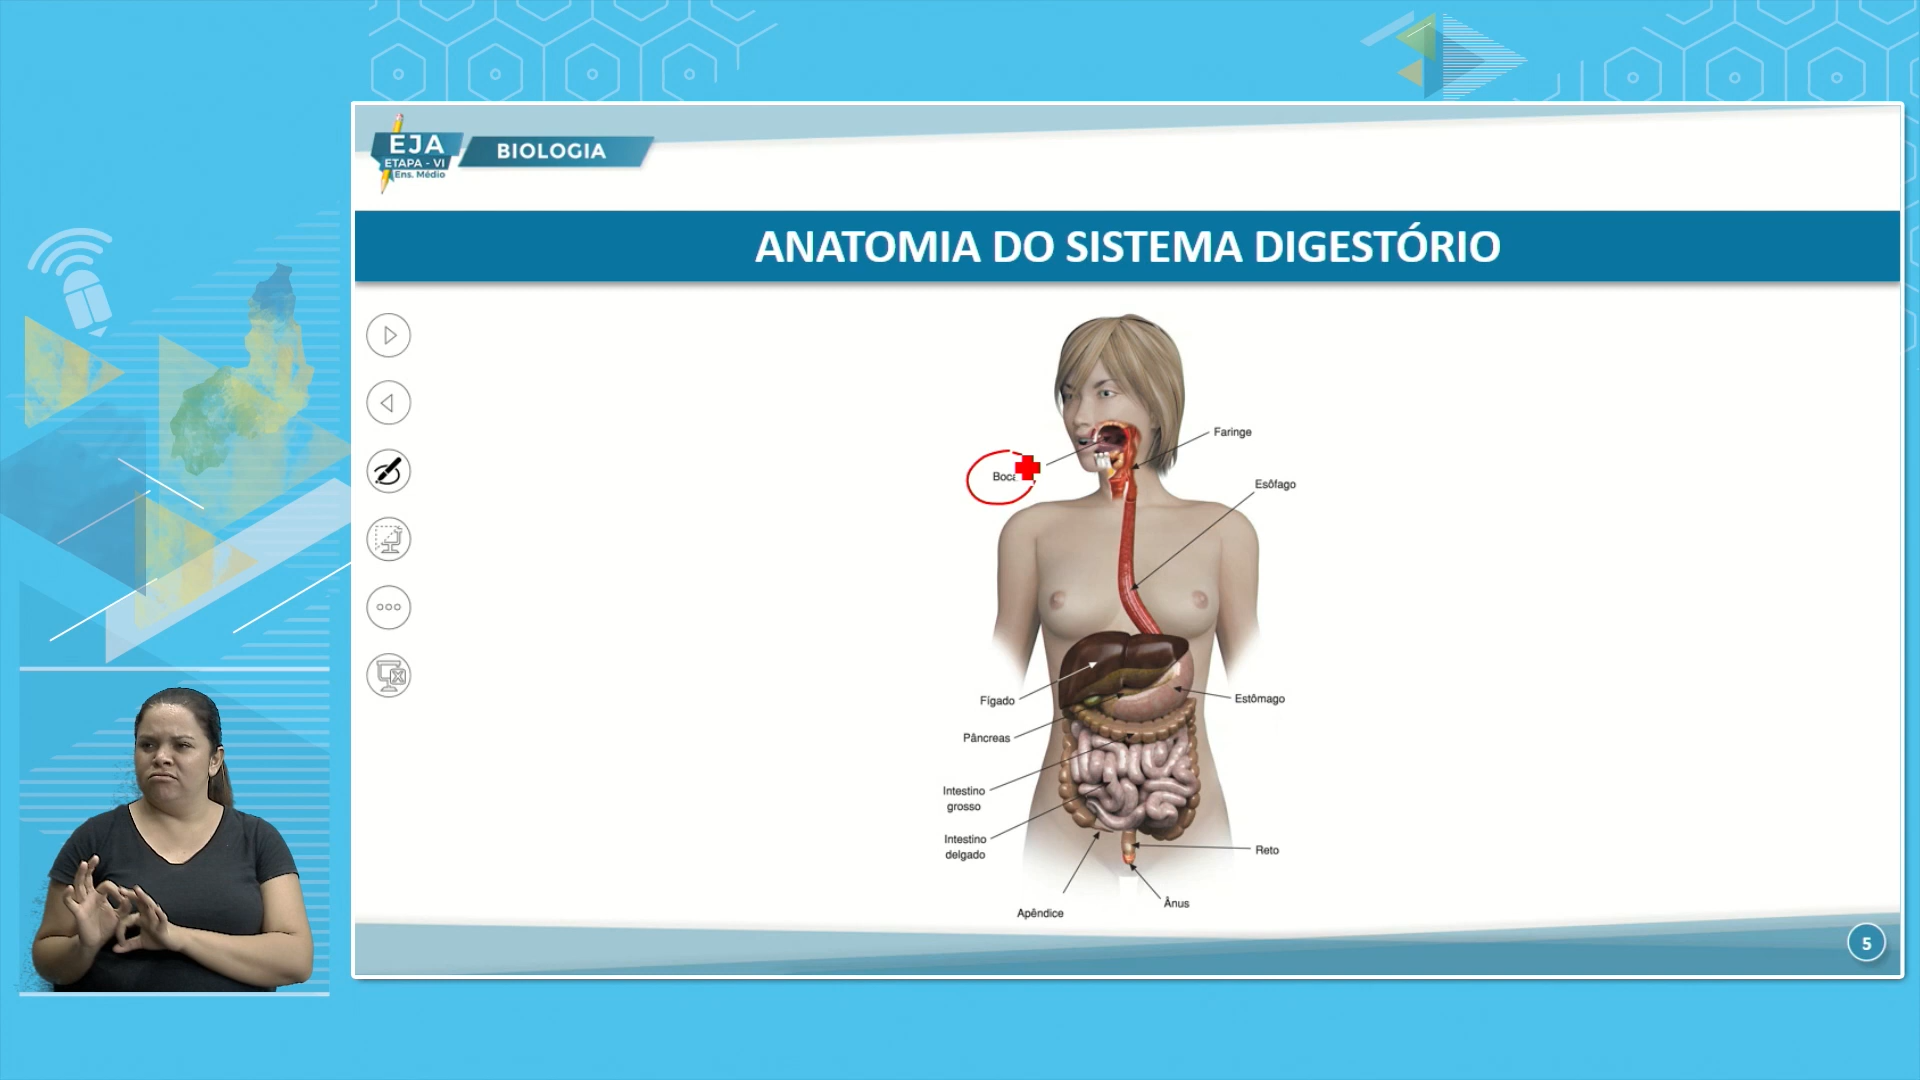 EJA
ETAPA - VI
Ens. Médio
BIOLOGIA
ANATOMIA DO SISTEMA DIGESTÓRIO
Faringe
Boca
Esôfago
Fígado
Estômago
Pâncreas
Intestino
grosso
Intestino
delgado
Reto
Ânus
Apêndice
5